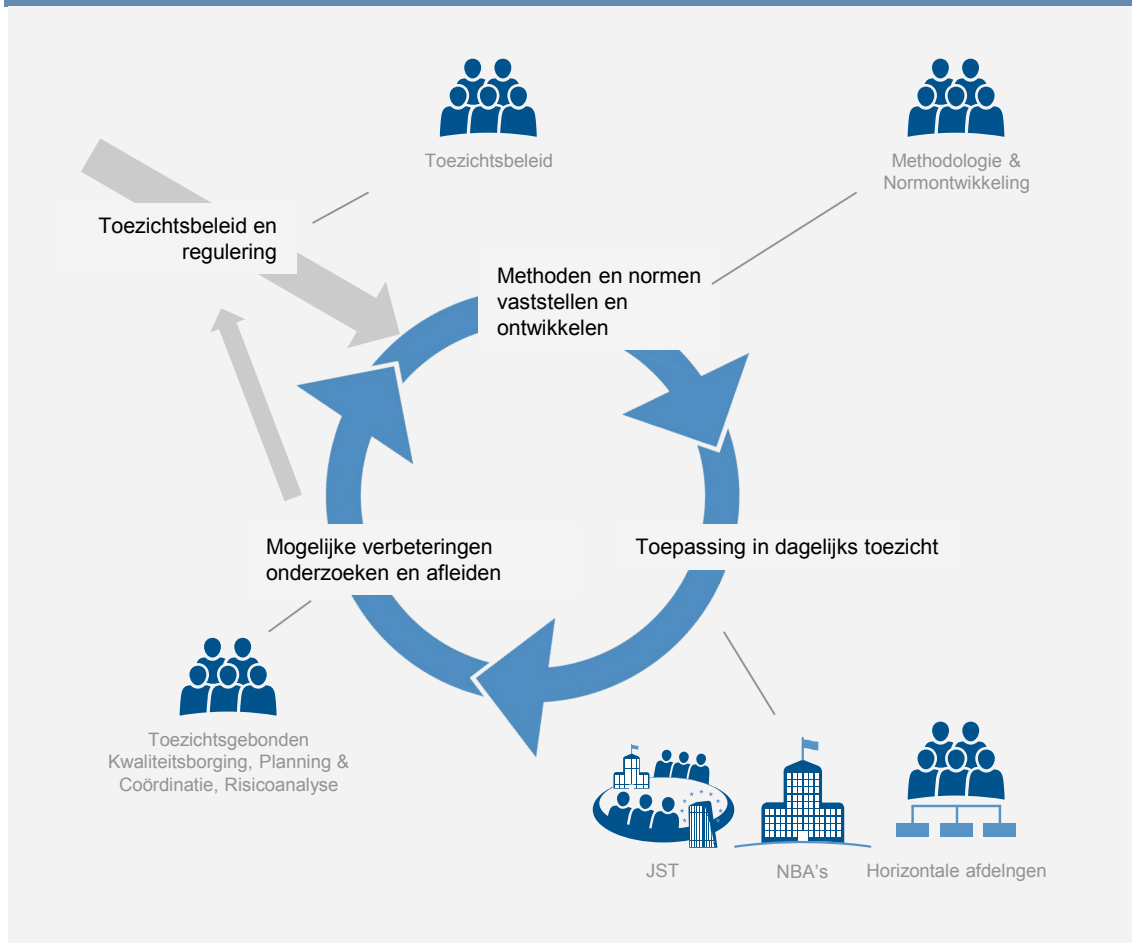 Toezichtsbeleid
Methodologie &
Normontwikkeling
Toezichtsbeleid en
regulering
Methoden en normen
vaststellen en
ontwikkelen
Mogelijke verbeteringen
onderzoeken en afleiden
Toepassing in dagelijks toezicht
Toezichtsgebonden
Kwaliteitsborging, Planning &
Coördinatie, Risicoanalyse
JST
NBA's
Horizontale afdelngen